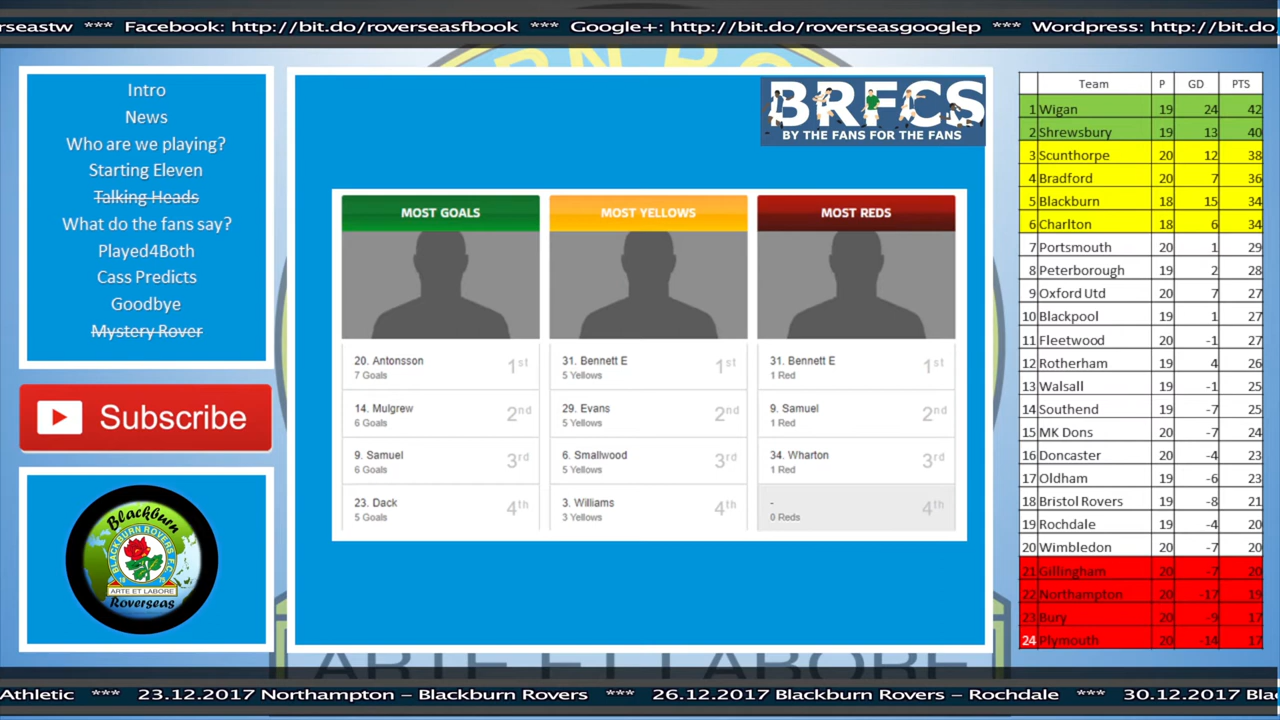 rseastw *** Facebook: http://bit.do/roverseasfbook *** Google+: http://bit.do/roverseasgooglep *** Wordpress: http://bit.do/
Intro
News
Who are we playing?
Starting Eleven
Talking Heads
What do the fans say?
Played4Both
Cass Predicts
Goodbye
Mystery Rover
Subscribe
Blackburn
BLACKBURN ROVERS F.C.
18 75
ARTE ET LABORE
Roverseas
BRFCS
BY THE FANS FOR THE FANS
MOST GOALS
20. Antonsson
7 Goals
1st
14. Mulgrew
6 Goals
2nd
9. Samuel
6 Goals
3rd
23. Dack
5 Goals
4th
MOST YELLOWS
31. Bennett E
5 Yellows
1st
29. Evans
5 Yellows
2nd
6. Smallwood
5 Yellows
3rd
3. Williams
3 Yellows
4th
MOST REDS
31. Bennett E
1 Red
1st
9. Samuel
1 Red
2nd
34. Wharton
1 Red
3rd
-
0 Reds
4th
Team P GD PTS
1 Wigan 19 24 42
2 Shrewsbury 19 13 40
3 Scunthorpe 20 12 38
4 Bradford 20 7 36
5 Blackburn 18 15 34
6 Charlton 18 6 34
7 Portsmouth 20 1 29
8 Peterborough 19 2 28
9 Oxford Utd 20 7 27
10 Blackpool 19 1 27
11 Fleetwood 20 -1 27
12 Rotherham 19 4 26
13 Walsall 19 -1 25
14 Southend 19 -7 25
15 MK Dons 20 -7 24
16 Doncaster 20 -4 23
17 Oldham 19 -6 23
18 Bristol Rovers 19 -8 21
19 Rochdale 19 -4 20
20 Wimbledon 20 -7 20
21 Gillingham 20 -7 20
22 Northampton 20 -17 19
23 Bury 20 -9 17
24 Plymouth 20 -14 17
ARTE ET LABORE
Athletic *** 23.12.2017 Northampton – Blackburn Rovers *** 26.12.2017 Blackburn Rovers – Rochdale *** 30.12.2017 Bla